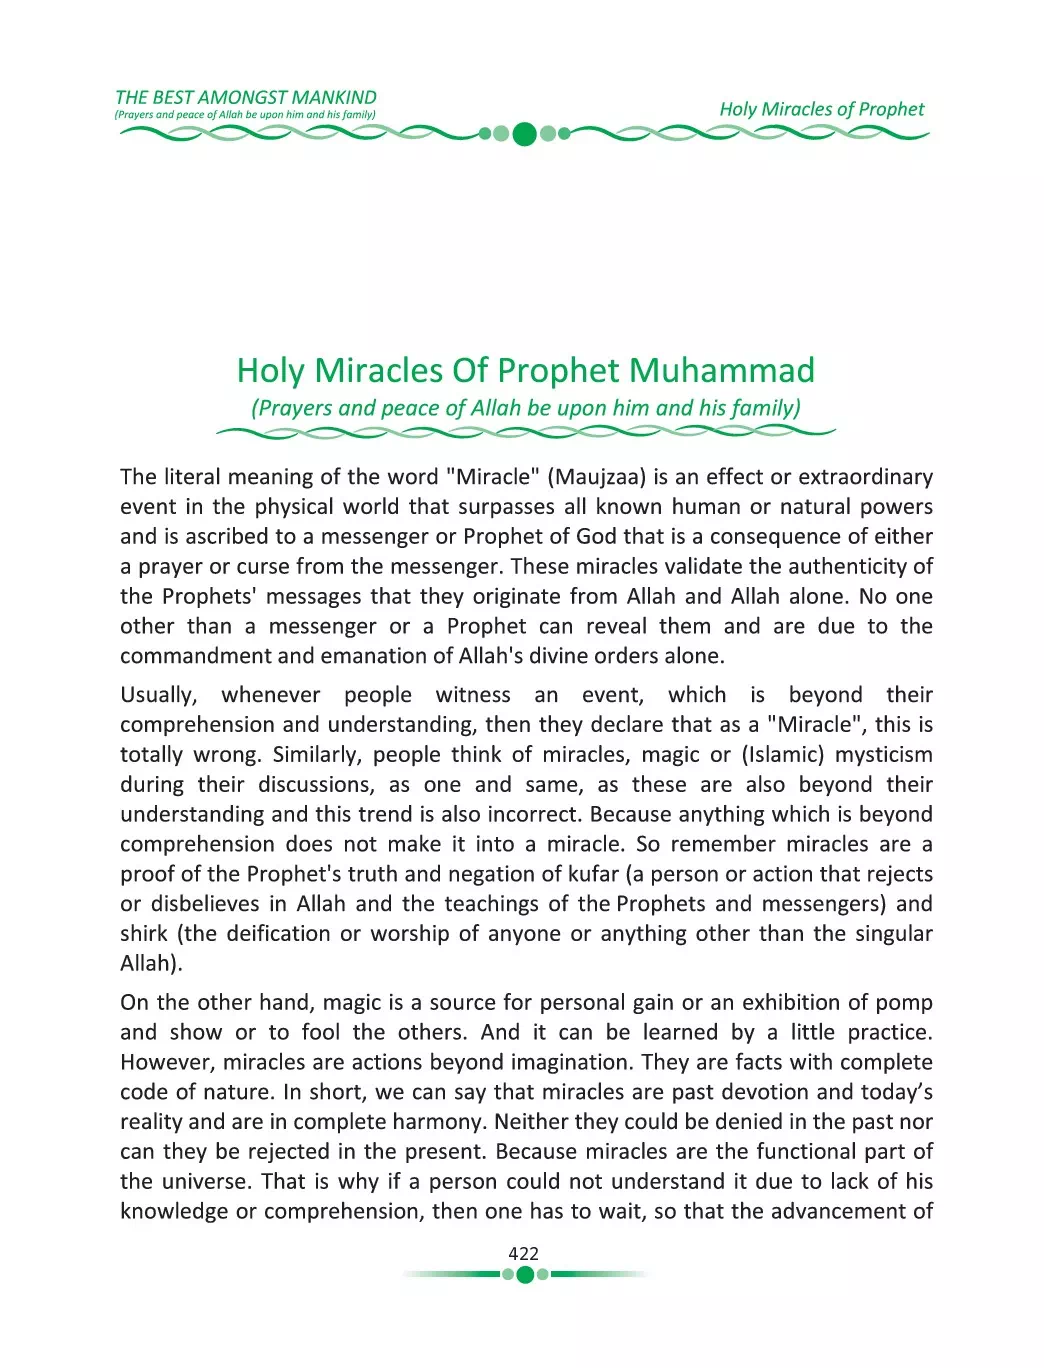 THE BEST AMONGST MANKIND
(Prayers and peace of Allah be upon him and his family)
Holy Miracles of Prophet
Holy Miracles Of Prophet Muhammad
(Prayers and peace of Allah be upon him and his family)
The literal meaning of the word "Miracle" (Maujzaa) is an effect or extraordinary
event in the physical world that surpasses all known human or natural powers
and is ascribed to a messenger or Prophet of God that is a consequence of either
a prayer or curse from the messenger. These miracles validate the authenticity of
the Prophets' messages that they originate from Allah and Allah alone. No one
other than a messenger or a Prophet can reveal them and are due to the
commandment and emanation of Allah's divine orders alone.
Usually, whenever people witness an event, which is beyond their
comprehension and understanding, then they declare that as a "Miracle", this is
totally wrong. Similarly, people think of miracles, magic or (Islamic) mysticism
during their discussions, as one and same, as these are also beyond their
understanding and this trend is also incorrect. Because anything which is beyond
comprehension does not make it into a miracle. So remember miracles are a
proof of the Prophet's truth and negation of kufar (a person or action that rejects
or disbelieves in Allah and the teachings of the Prophets and messengers) and
shirk (the deification or worship of anyone or anything other than the singular
Allah).
On the other hand, magic is a source for personal gain or an exhibition of pomp
and show or to fool the others. And it can be learned by a little practice.
However, miracles are actions beyond imagination. They are facts with complete
code of nature. In short, we can say that miracles are past devotion and today’s
reality and are in complete harmony. Neither they could be denied in the past nor
can they be rejected in the present. Because miracles are the functional part of
the universe. That is why if a person could not understand it due to lack of his
knowledge or comprehension, then one has to wait, so that the advancement of
422